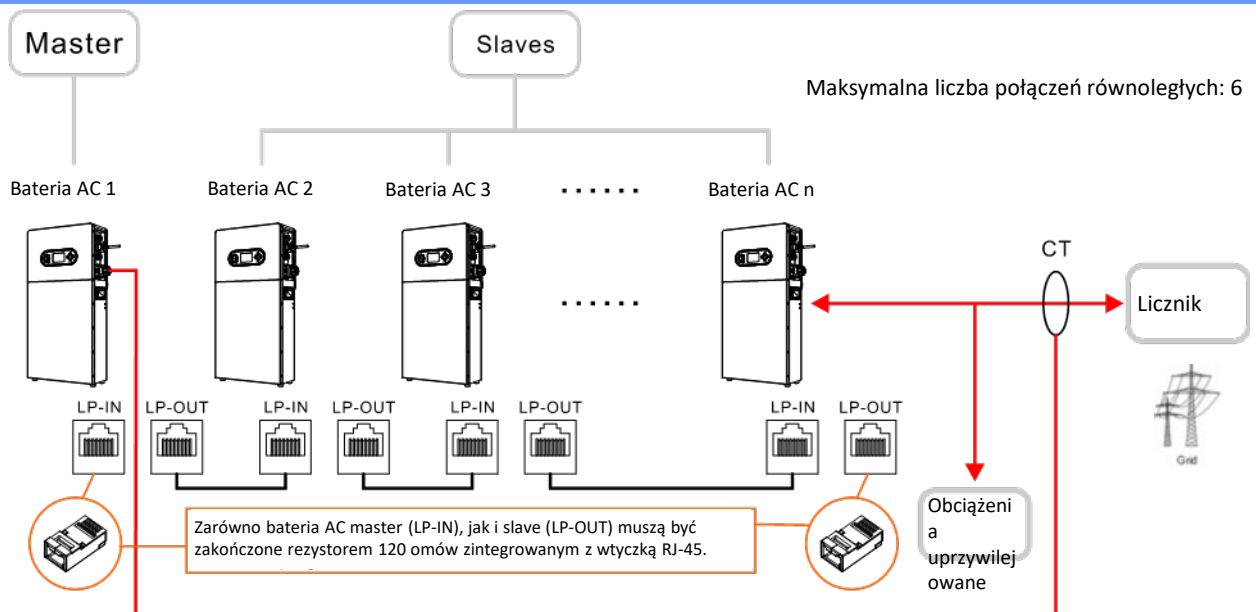 Master
Slaves
Maksymalna liczba połączeń równoległych: 6
Bateria AC 1
Bateria AC 2
Bateria AC 3
......
Bateria AC n
CT
......
Licznik
LP-IN
LP-OUT
LP-IN
LP-OUT
LP-IN
LP-OUT
LP-IN
LP-OUT
Grid
Zarówno bateria AC master (LP-IN), jak i slave (LP-OUT) muszą być
zakończone rezystorem 120 omów zintegrowanym z wtyczką RJ-45.
Obciążeni
a
uprzywilej
owane